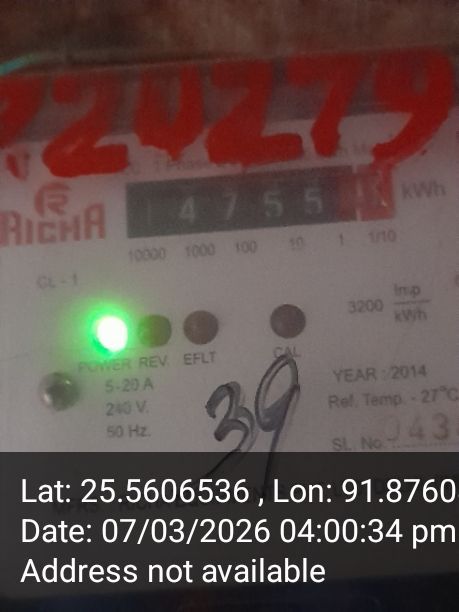 220279
RICHA
1 4 7 5 5
kWh
10000 1000 100 10 1 1/10
CL - 1
3200 Imp/kWh
POWER REV. EFLT CAL
5-20 A
240 V.
50 Hz.
39
YEAR : 2014
Ref. Temp. - 27°C
SL. No. 943
Lat: 25.5606536 , Lon: 91.8760
Date: 07/03/2026 04:00:34 pm
Address not available